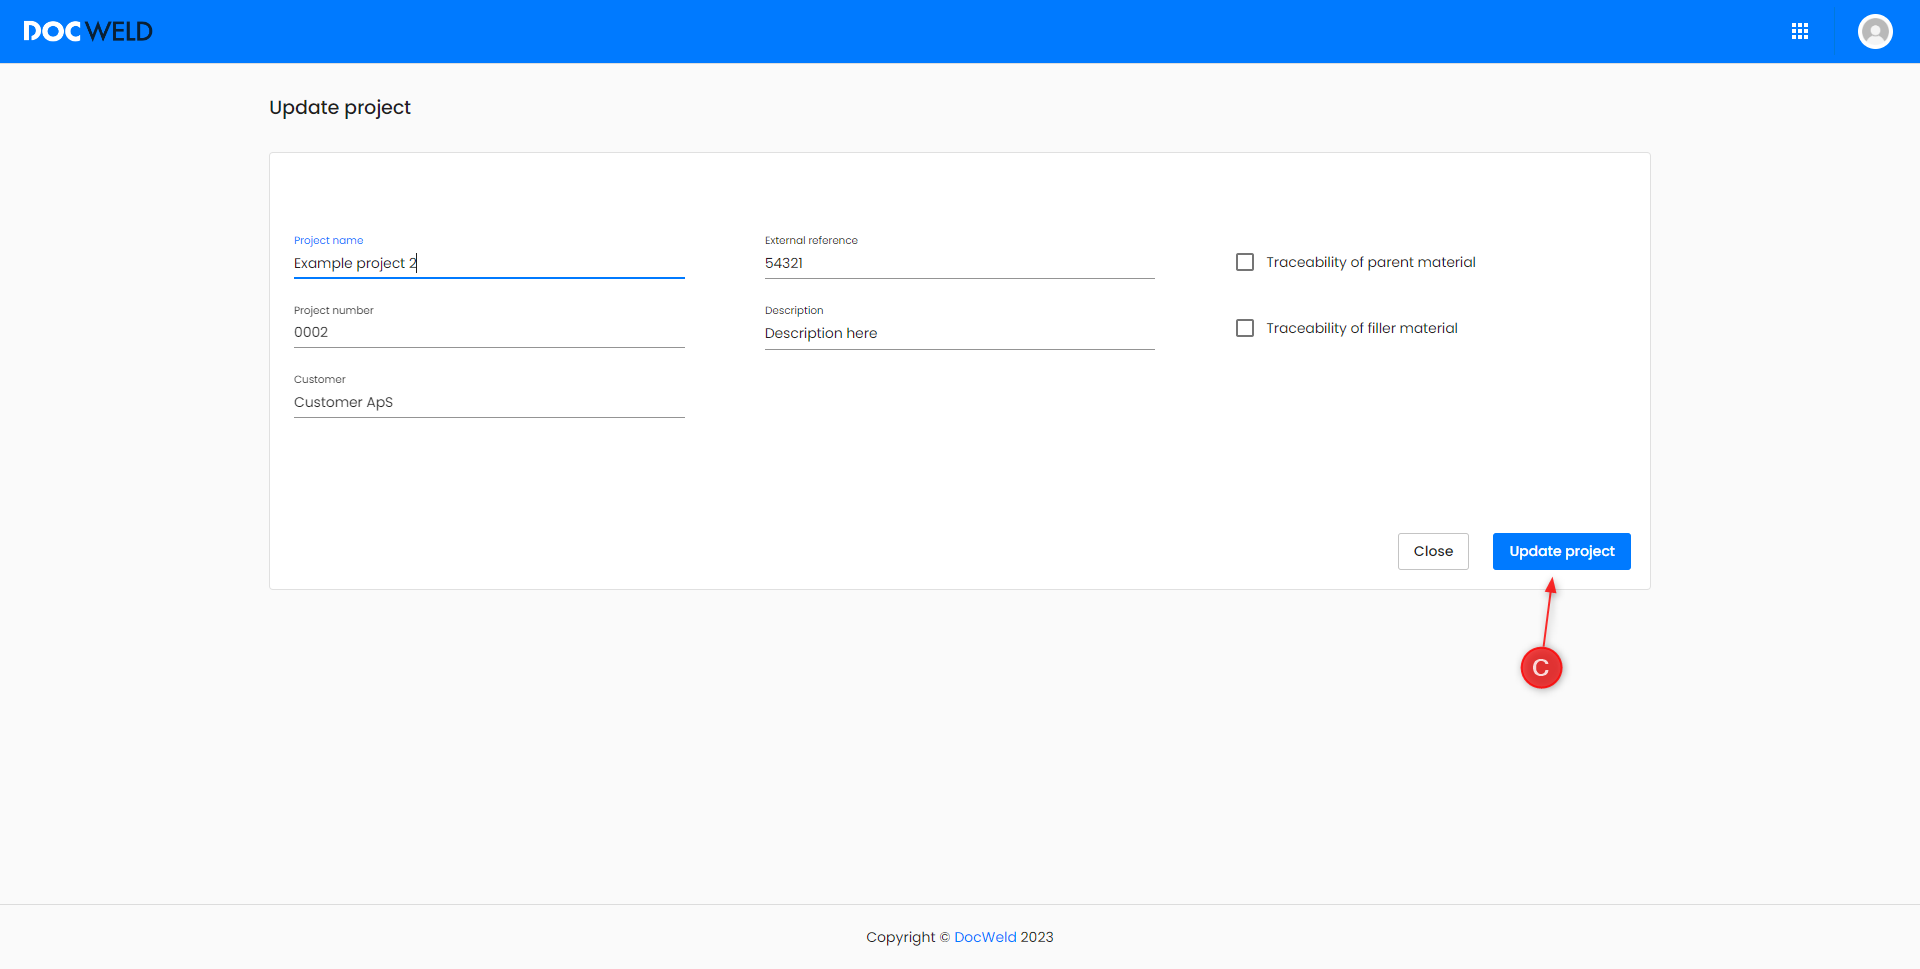 DOCWELD
Update project
Project name
Example project 2
External reference
54321
Traceability of parent material
Project number
0002
Description
Description here
Traceability of filler material
Customer
Customer ApS
Close
Update project
C
Copyright © DocWeld 2023